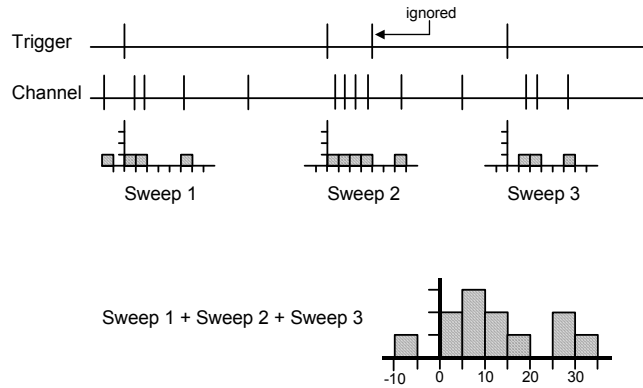 ignored
Trigger
Channel
Sweep 1 Sweep 2 Sweep 3
Sweep 1 + Sweep 2 + Sweep 3
-10 0 10 20 30